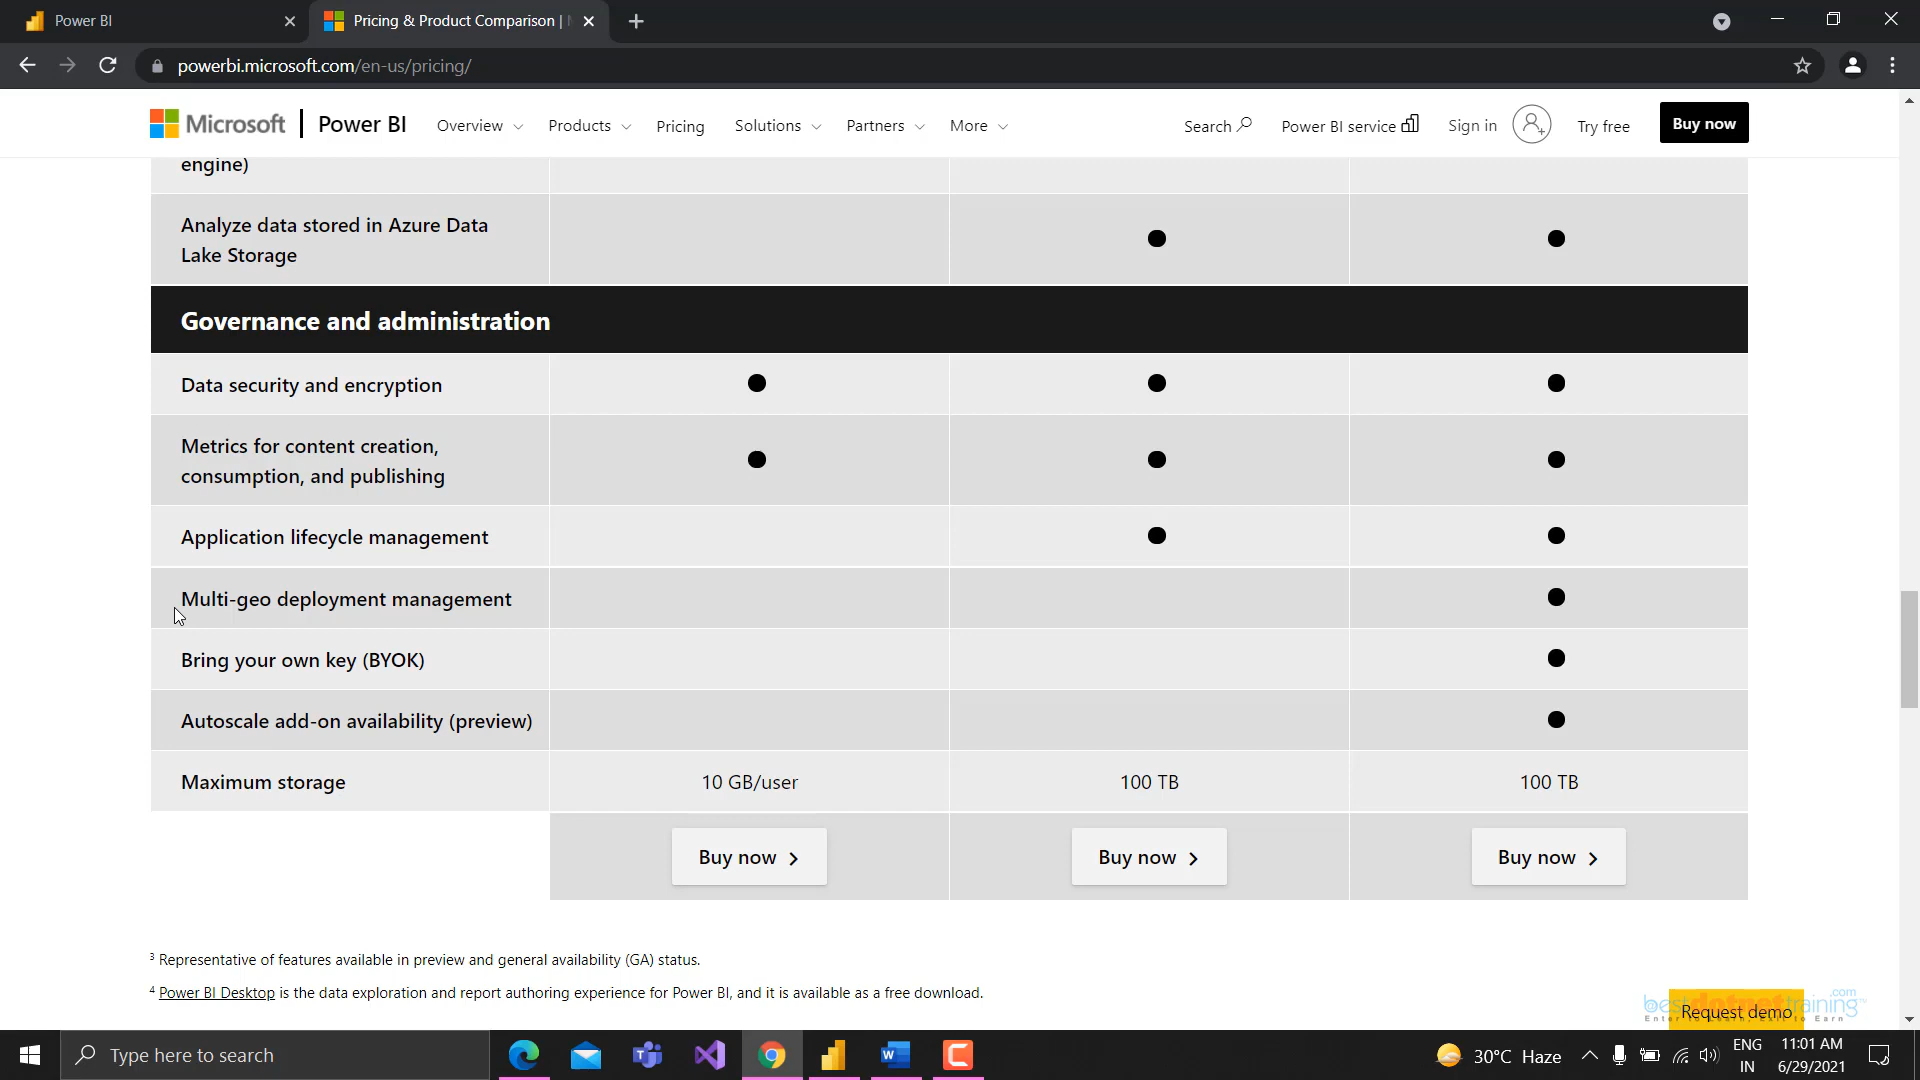 Power BI
Pricing & Product Comparison |
powerbi.microsoft.com/en-us/pricing/
Microsoft | Power BI Overview Products Pricing Solutions Partners More Search Power BI service Sign in Try free Buy now
engine)
Analyze data stored in Azure Data
Lake Storage
Governance and administration
Data security and encryption
Metrics for content creation,
consumption, and publishing
Application lifecycle management
Multi-geo deployment management
Bring your own key (BYOK)
Autoscale add-on availability (preview)
Maximum storage 10 GB/user 100 TB 100 TB
Buy now Buy now Buy now
3 Representative of features available in preview and general availability (GA) status.
4 Power BI Desktop is the data exploration and report authoring experience for Power BI, and it is available as a free download.
bestdotnettraining.com
Request demo
Type here to search
30°C Haze
ENG
IN
11:01 AM
6/29/2021